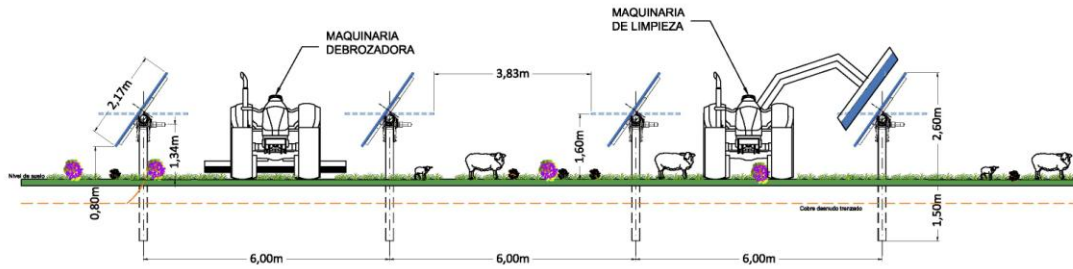 MAQUINARIA
DEBROZADORA
MAQUINARIA
DE LIMPIEZA
2,17m
3,83m
1,34m
1,60m
2,60m
Nivel de suelo
0,80m
Cobre desnudo trenzado
1,50m
6,00m
6,00m
6,00m